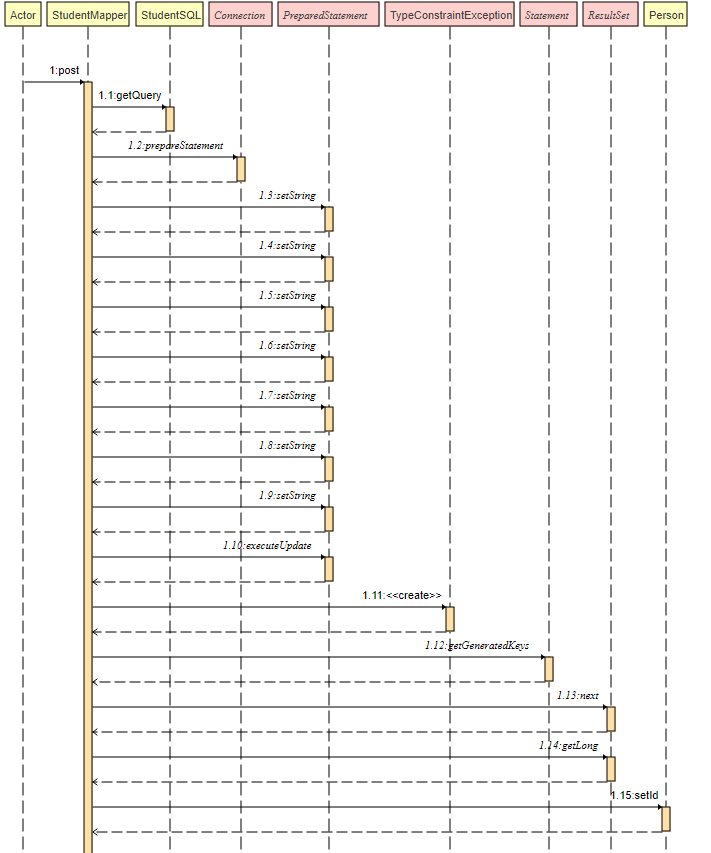 Actor StudentMapper StudentSQL Connection PreparedStatement TypeConstraintException Statement ResultSet Person
1:post
1.1:getQuery
1.2:prepareStatement
1.3:setString
1.4:setString
1.5:setString
1.6:setString
1.7:setString
1.8:setString
1.9:setString
1.10:executeUpdate
1.11:<<create>>
1.12:getGeneratedKeys
1.13:next
1.14:getLong
1.15:setId